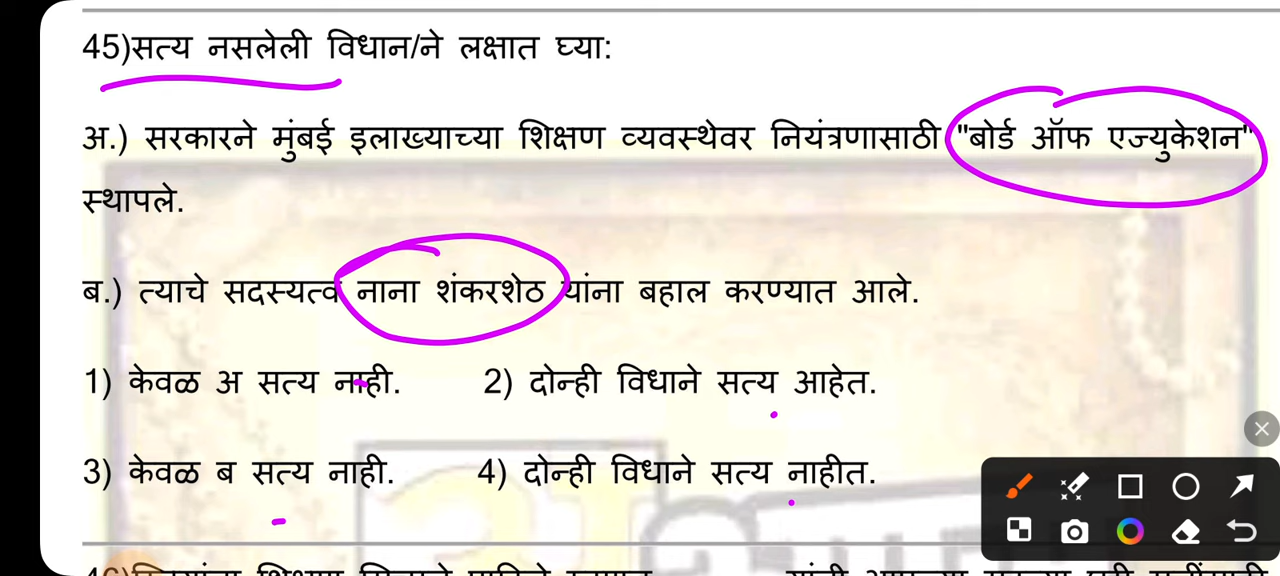 45)सत्य नसलेली विधान/ने लक्षात घ्या:
अ.) सरकारने मुंबई इलाख्याच्या शिक्षण व्यवस्थेवर नियंत्रणासाठी "बोर्ड ऑफ एज्युकेशन"
स्थापले.
ब.) त्याचे सदस्यत्व नाना शंकरशेठ यांना बहाल करण्यात आले.
1) केवळ अ सत्य नाही. 2) दोन्ही विधाने सत्य आहेत.
3) केवळ ब सत्य नाही. 4) दोन्ही विधाने सत्य नाहीत.